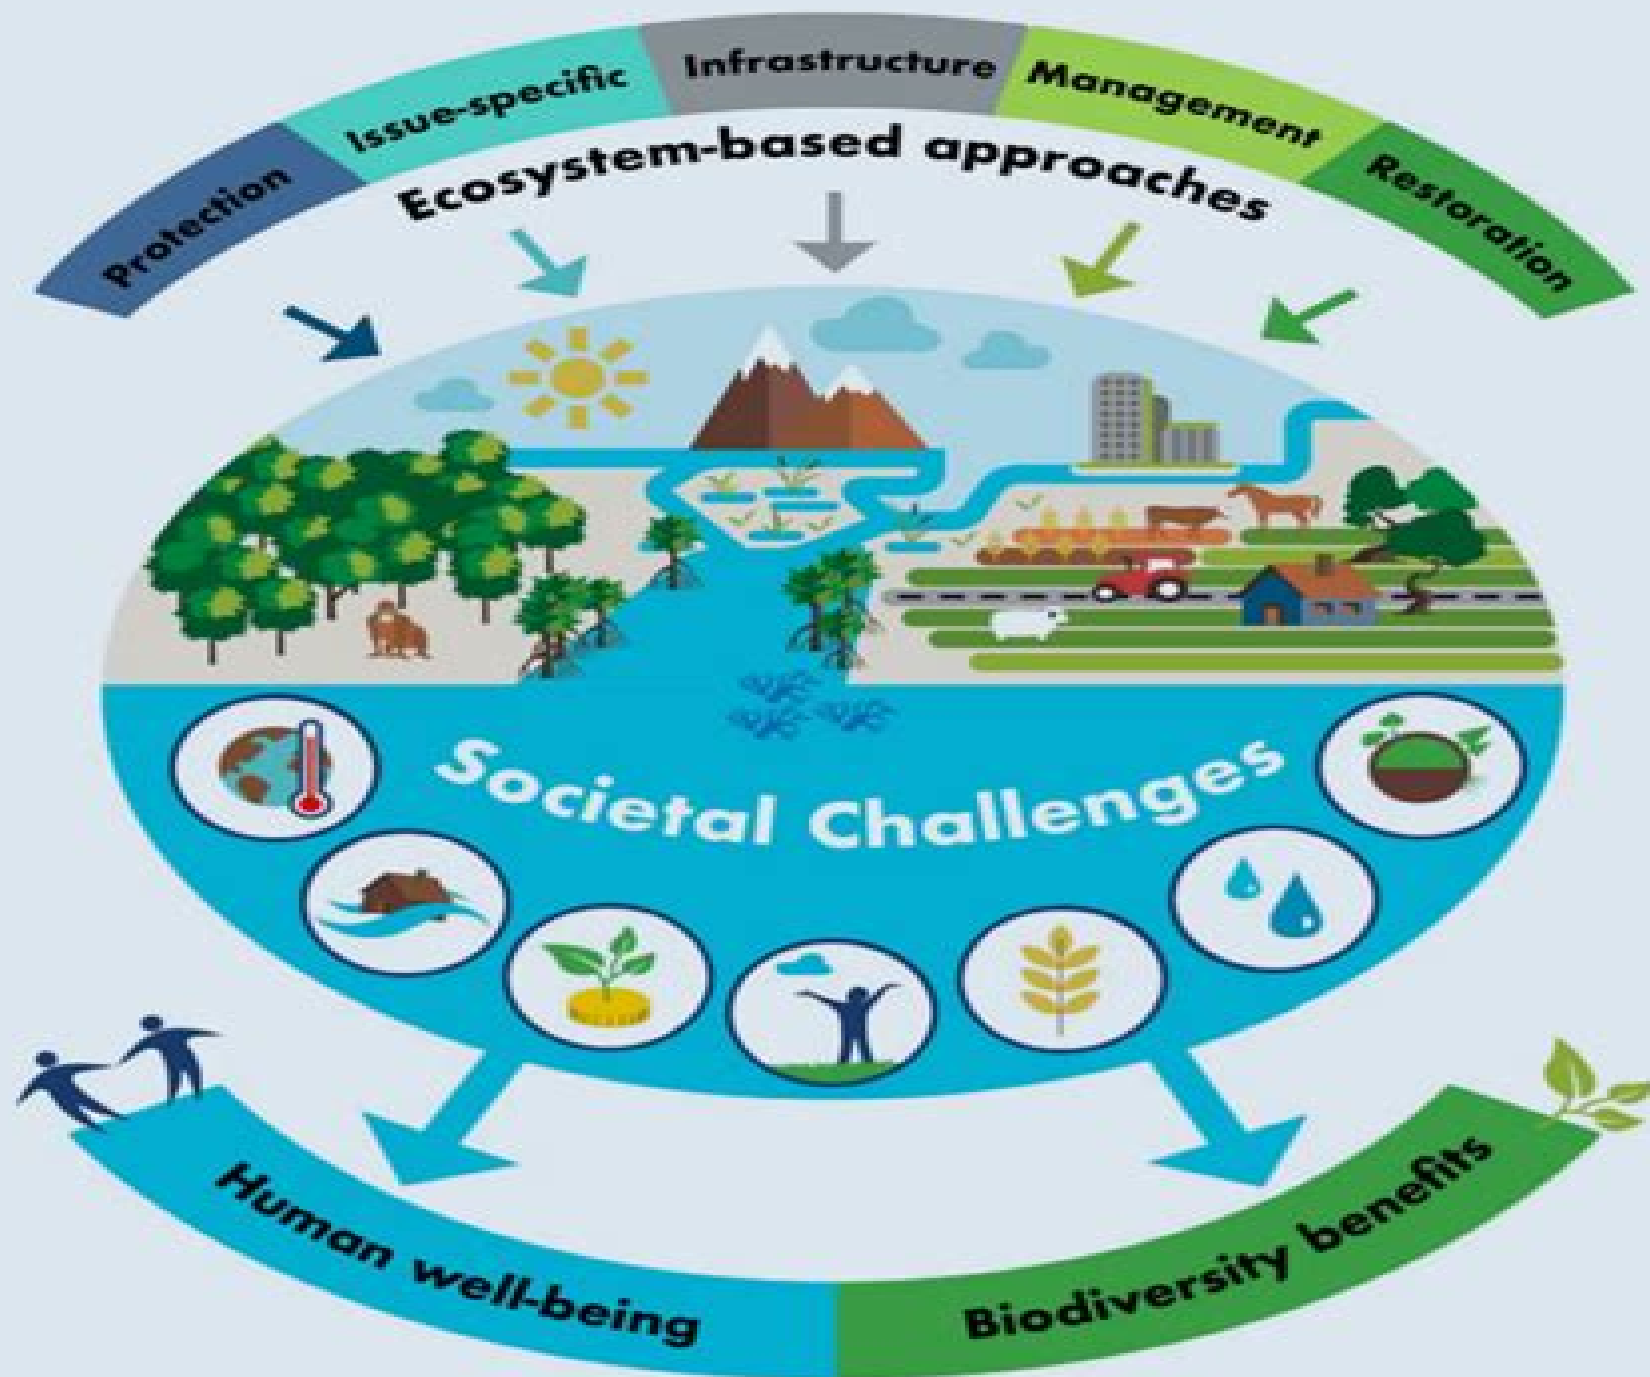 Protection
Issue-specific
Infrastructure
Management
Restoration
Ecosystem-based approaches
Societal Challenges
Human well-being
Biodiversity benefits